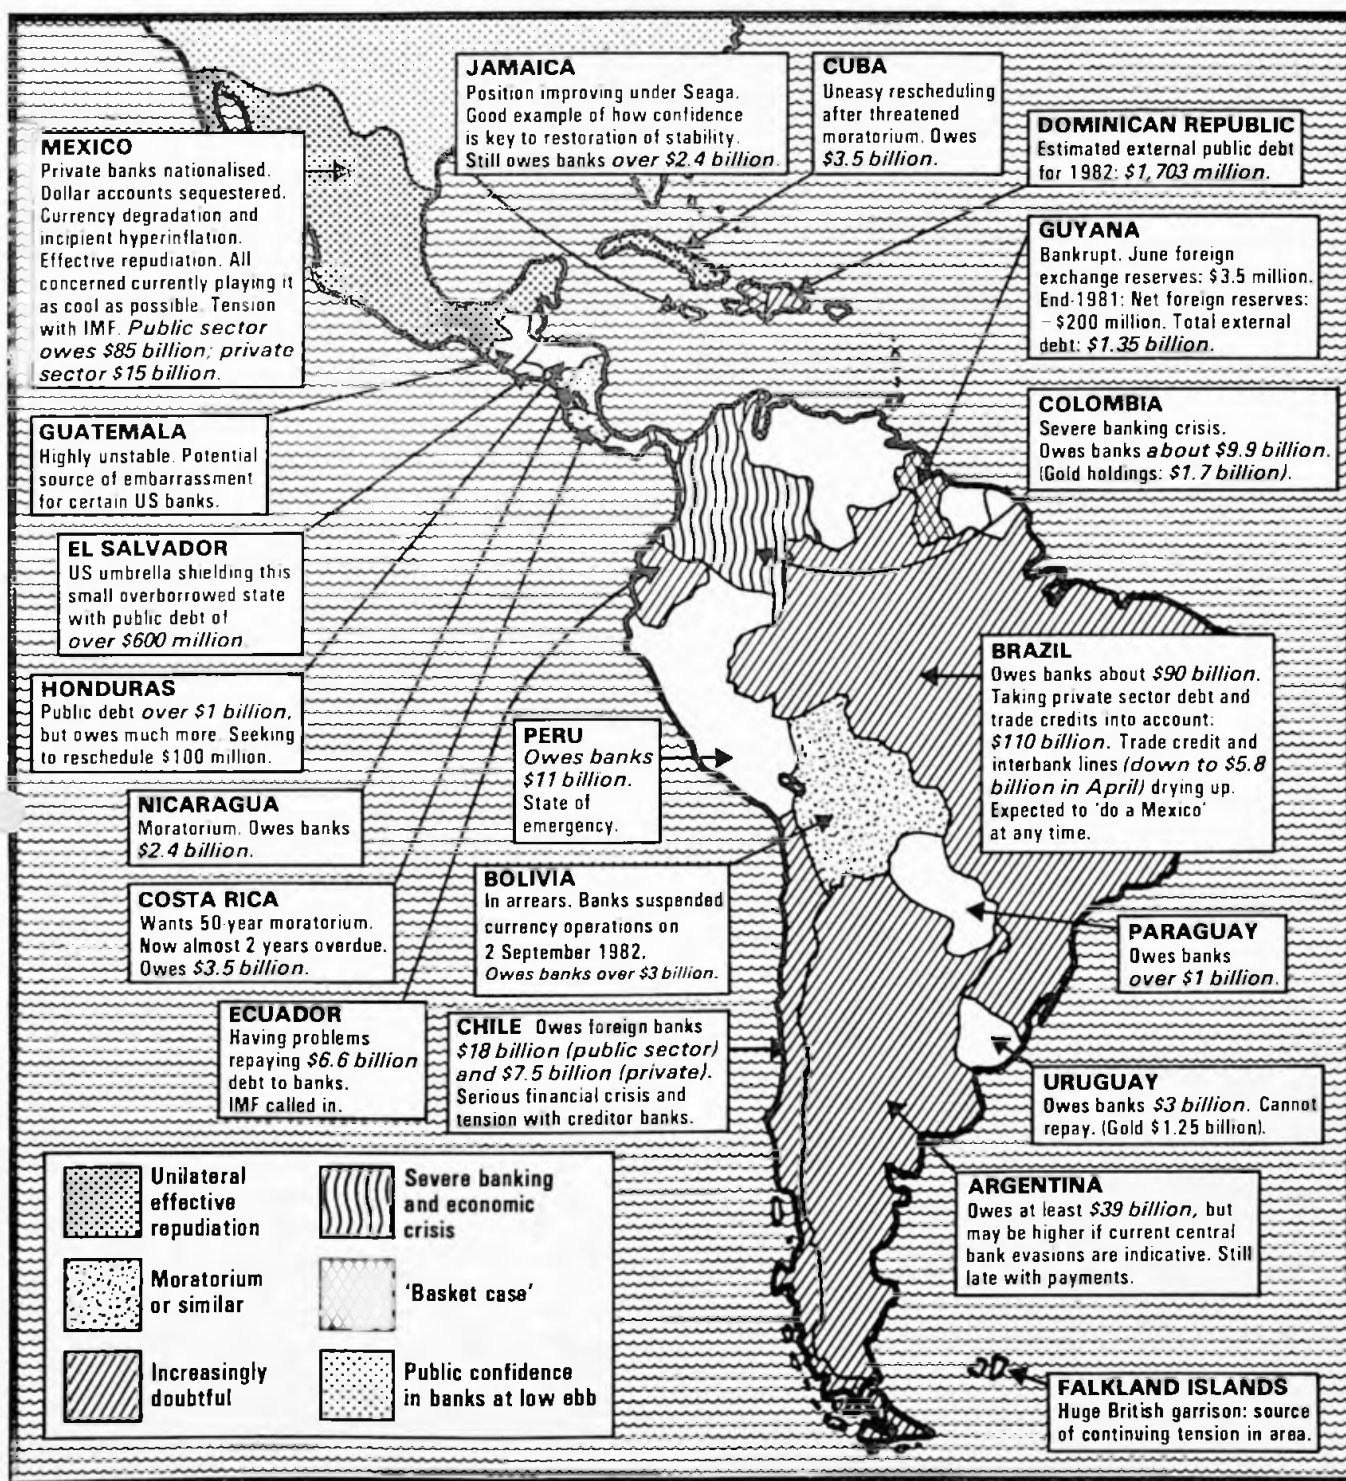 JAMAICA
Position improving under Seaga.
Good example of how confidence
is key to restoration of stability.
Still owes banks over $2.4 billion.
CUBA
Uneasy rescheduling
after threatened
moratorium. Owes
$3.5 billion.
DOMINICAN REPUBLIC
Estimated external public debt
for 1982: $1,703 million.
MEXICO
Private banks nationalised.
Dollar accounts sequestered.
Currency degradation and
incipient hyperinflation.
Effective repudiation. All
concerned currently playing it
as cool as possible. Tension
with IMF. Public sector
owes $85 billion; private
sector $15 billion.
GUYANA
Bankrupt. June foreign
exchange reserves: $3.5 million.
End-1981: Net foreign reserves:
– $200 million. Total external
debt: $1.35 billion.
COLOMBIA
Severe banking crisis.
Owes banks about $9.9 billion.
(Gold holdings: $1.7 billion).
GUATEMALA
Highly unstable. Potential
source of embarrassment
for certain US banks.
EL SALVADOR
US umbrella shielding this
small overborrowed state
with public debt of
over $600 million.
HONDURAS
Public debt over $1 billion,
but owes much more. Seeking
to reschedule $100 million.
NICARAGUA
Moratorium. Owes banks
$2.4 billion.
COSTA RICA
Wants 50-year moratorium.
Now almost 2 years overdue.
Owes $3.5 billion.
ECUADOR
Having problems
repaying $6.6 billion
debt to banks.
IMF called in.
PERU
Owes banks
$11 billion.
State of
emergency.
BOLIVIA
In arrears. Banks suspended
currency operations on
2 September 1982.
Owes banks over $3 billion.
CHILE Owes foreign banks
$18 billion (public sector)
and $7.5 billion (private).
Serious financial crisis and
tension with creditor banks.
BRAZIL
Owes banks about $90 billion.
Taking private sector debt and
trade credits into account:
$110 billion. Trade credit and
interbank lines (down to $5.8
billion in April) drying up.
Expected to 'do a Mexico'
at any time.
PARAGUAY
Owes banks
over $1 billion.
URUGUAY
Owes banks $3 billion. Cannot
repay. (Gold $1.25 billion).
ARGENTINA
Owes at least $39 billion, but
may be higher if current central
bank evasions are indicative. Still
late with payments.
FALKLAND ISLANDS
Huge British garrison: source
of continuing tension in area.
Unilateral
effective
repudiation
Moratorium
or similar
Increasingly
doubtful
Severe banking
and economic
crisis
'Basket case'
Public confidence
in banks at low ebb